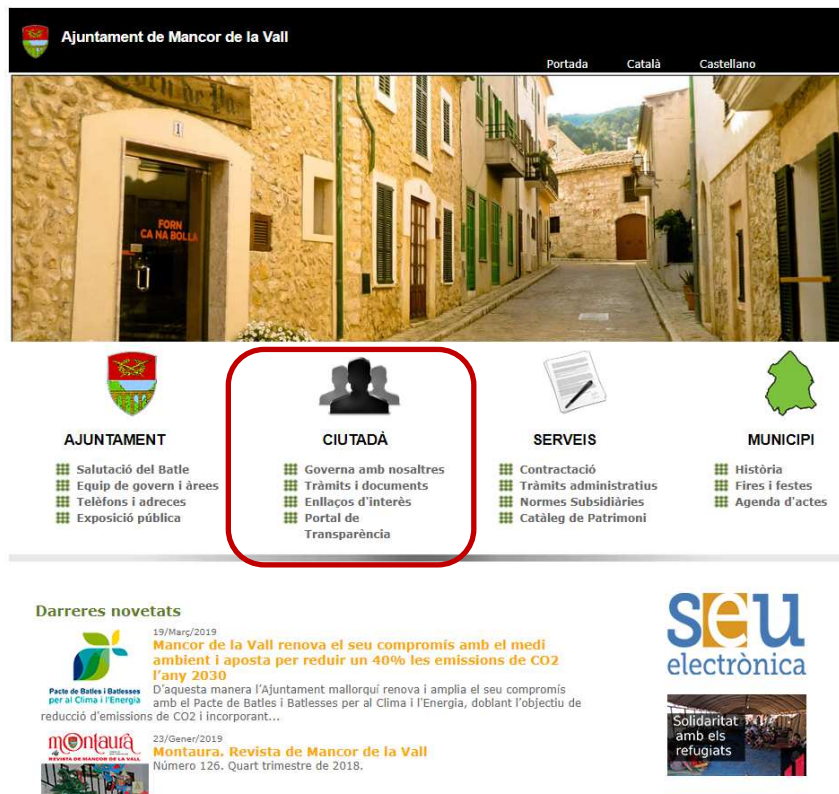 Ajuntament de Mancor de la Vall
Portada Català Castellano
1
FORN
CA NA BOLLA
AJUNTAMENT
Salutació del Batle
Equip de govern i àrees
Telèfons i adreces
Exposició pública
CIUTADÀ
Governa amb nosaltres
Tràmits i documents
Enllaços d'interès
Portal de
Transparència
SERVEIS
Contractació
Tràmits administratius
Normes Subsidiàries
Catàleg de Patrimoni
MUNICIPI
Història
Fires i festes
Agenda d'actes
Darreres novetats
Pacte de Batles i Batlesses
per al Clima i l'Energia
19/Març/2019
Mancor de la Vall renova el seu compromís amb el medi
ambient i aposta per reduir un 40% les emissions de CO2
l’any 2030
D’aquesta manera l’Ajuntament mallorquí renova i amplia el seu compromís
amb el Pacte de Batles i Batlesses per al Clima i l’Energia, doblant l’objectiu de
reducció d’emissions de CO2 i incorporant...
montaura
REVISTA DE MANCOR DE LA VALL
23/Gener/2019
Montaura. Revista de Mancor de la Vall
Número 126. Quart trimestre de 2018.
seu
electrònica
Solidaritat
amb els
refugiats